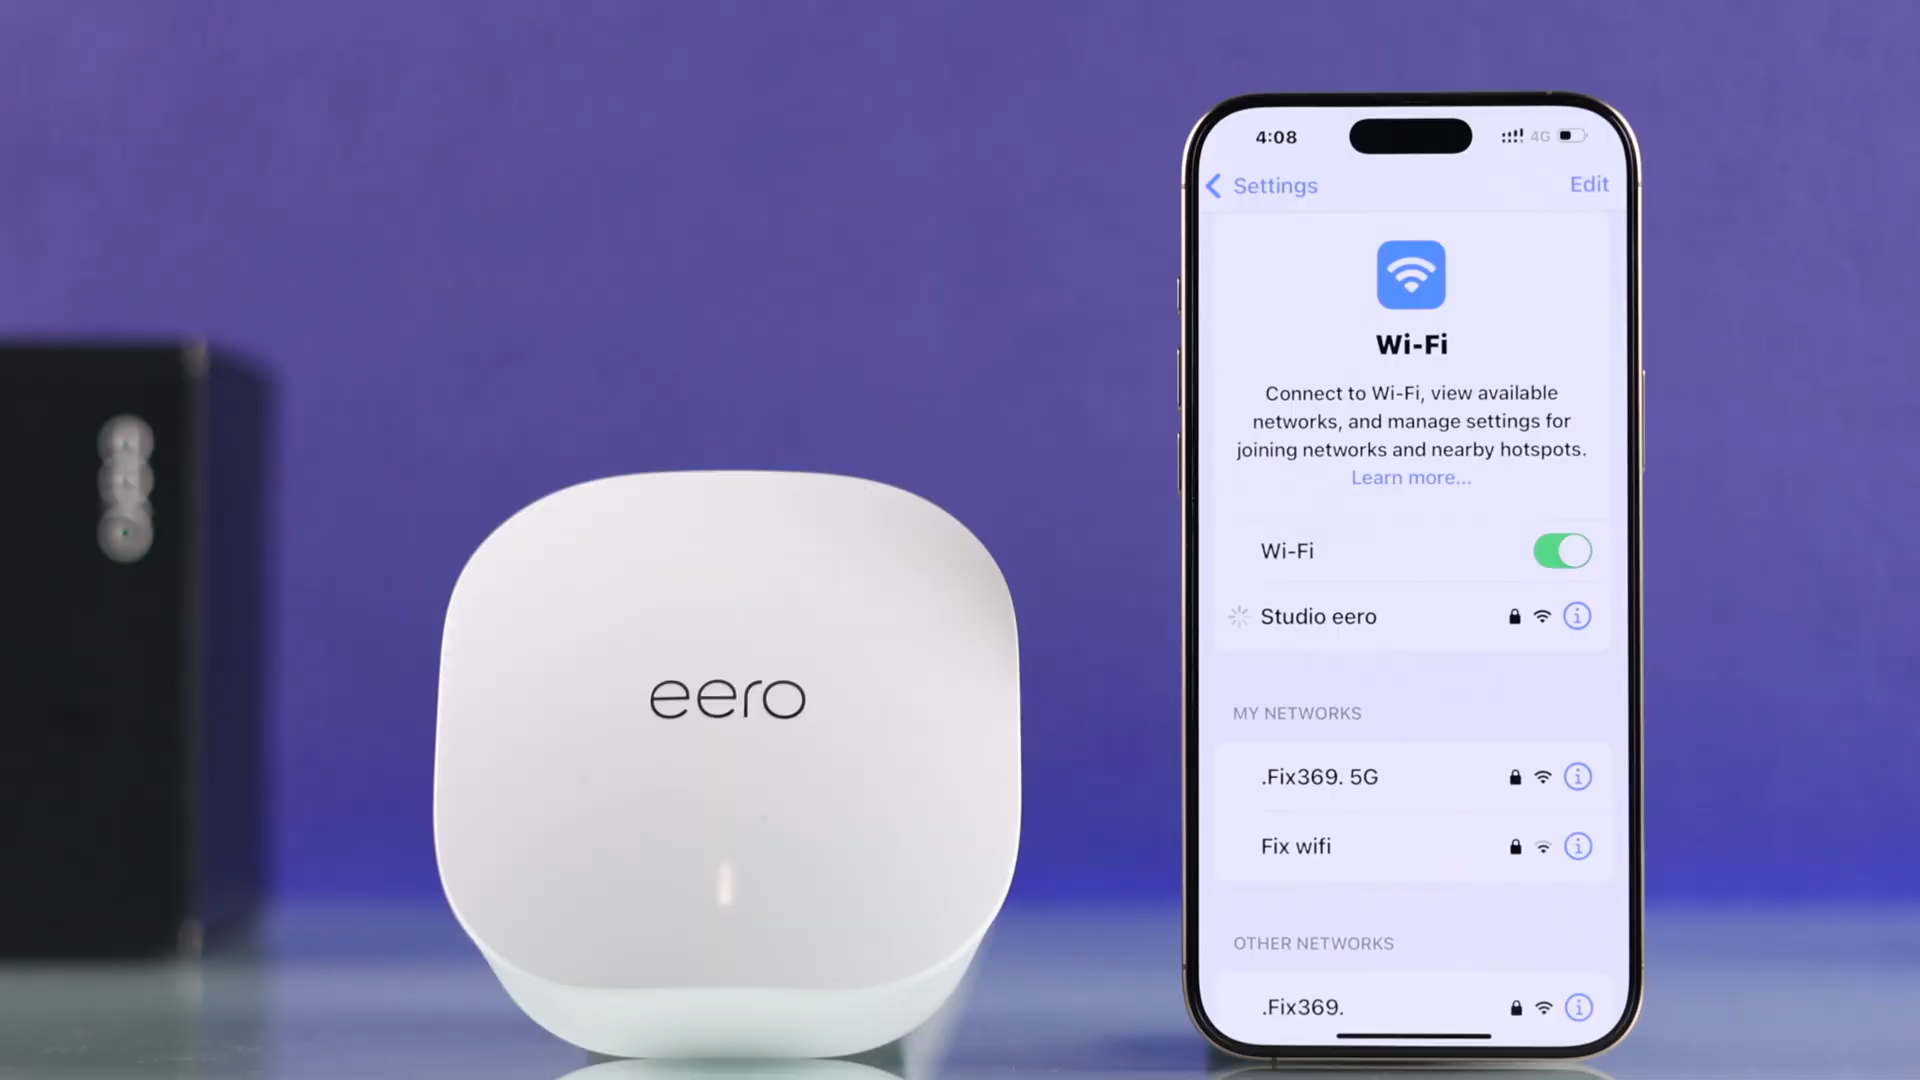 eero
4:08
4G
Settings
Edit
Wi-Fi
Connect to Wi-Fi, view available
networks, and manage settings for
joining networks and nearby hotspots.
Learn more...
Wi-Fi
Studio eero
MY NETWORKS
.Fix369. 5G
Fix wifi
OTHER NETWORKS
.Fix369.